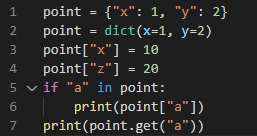 1 point = {"x": 1, "y": 2}
2 point = dict(x=1, y=2)
3 point["x"] = 10
4 point["z"] = 20
5 if "a" in point:
6     print(point["a"])
7 print(point.get("a"))